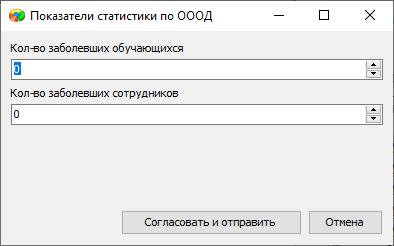 Показатели статистики по ОООД
Кол-во заболевших обучающихся
0
Кол-во заболевших сотрудников
0
Согласовать и отправить
Отмена